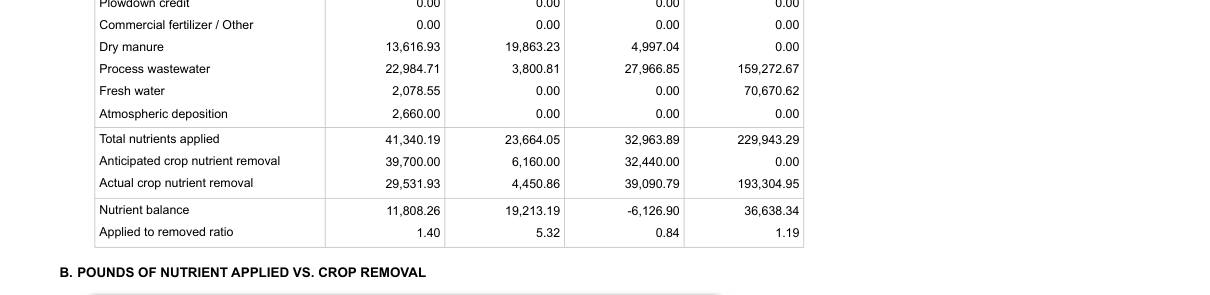 Plowdown credit 0.00 0.00 0.00 0.00
Commercial fertilizer / Other 0.00 0.00 0.00 0.00
Dry manure 13,616.93 19,863.23 4,997.04 0.00
Process wastewater 22,984.71 3,800.81 27,966.85 159,272.67
Fresh water 2,078.55 0.00 0.00 70,670.62
Atmospheric deposition 2,660.00 0.00 0.00 0.00
Total nutrients applied 41,340.19 23,664.05 32,963.89 229,943.29
Anticipated crop nutrient removal 39,700.00 6,160.00 32,440.00 0.00
Actual crop nutrient removal 29,531.93 4,450.86 39,090.79 193,304.95
Nutrient balance 11,808.26 19,213.19 -6,126.90 36,638.34
Applied to removed ratio 1.40 5.32 0.84 1.19
B. POUNDS OF NUTRIENT APPLIED VS. CROP REMOVAL